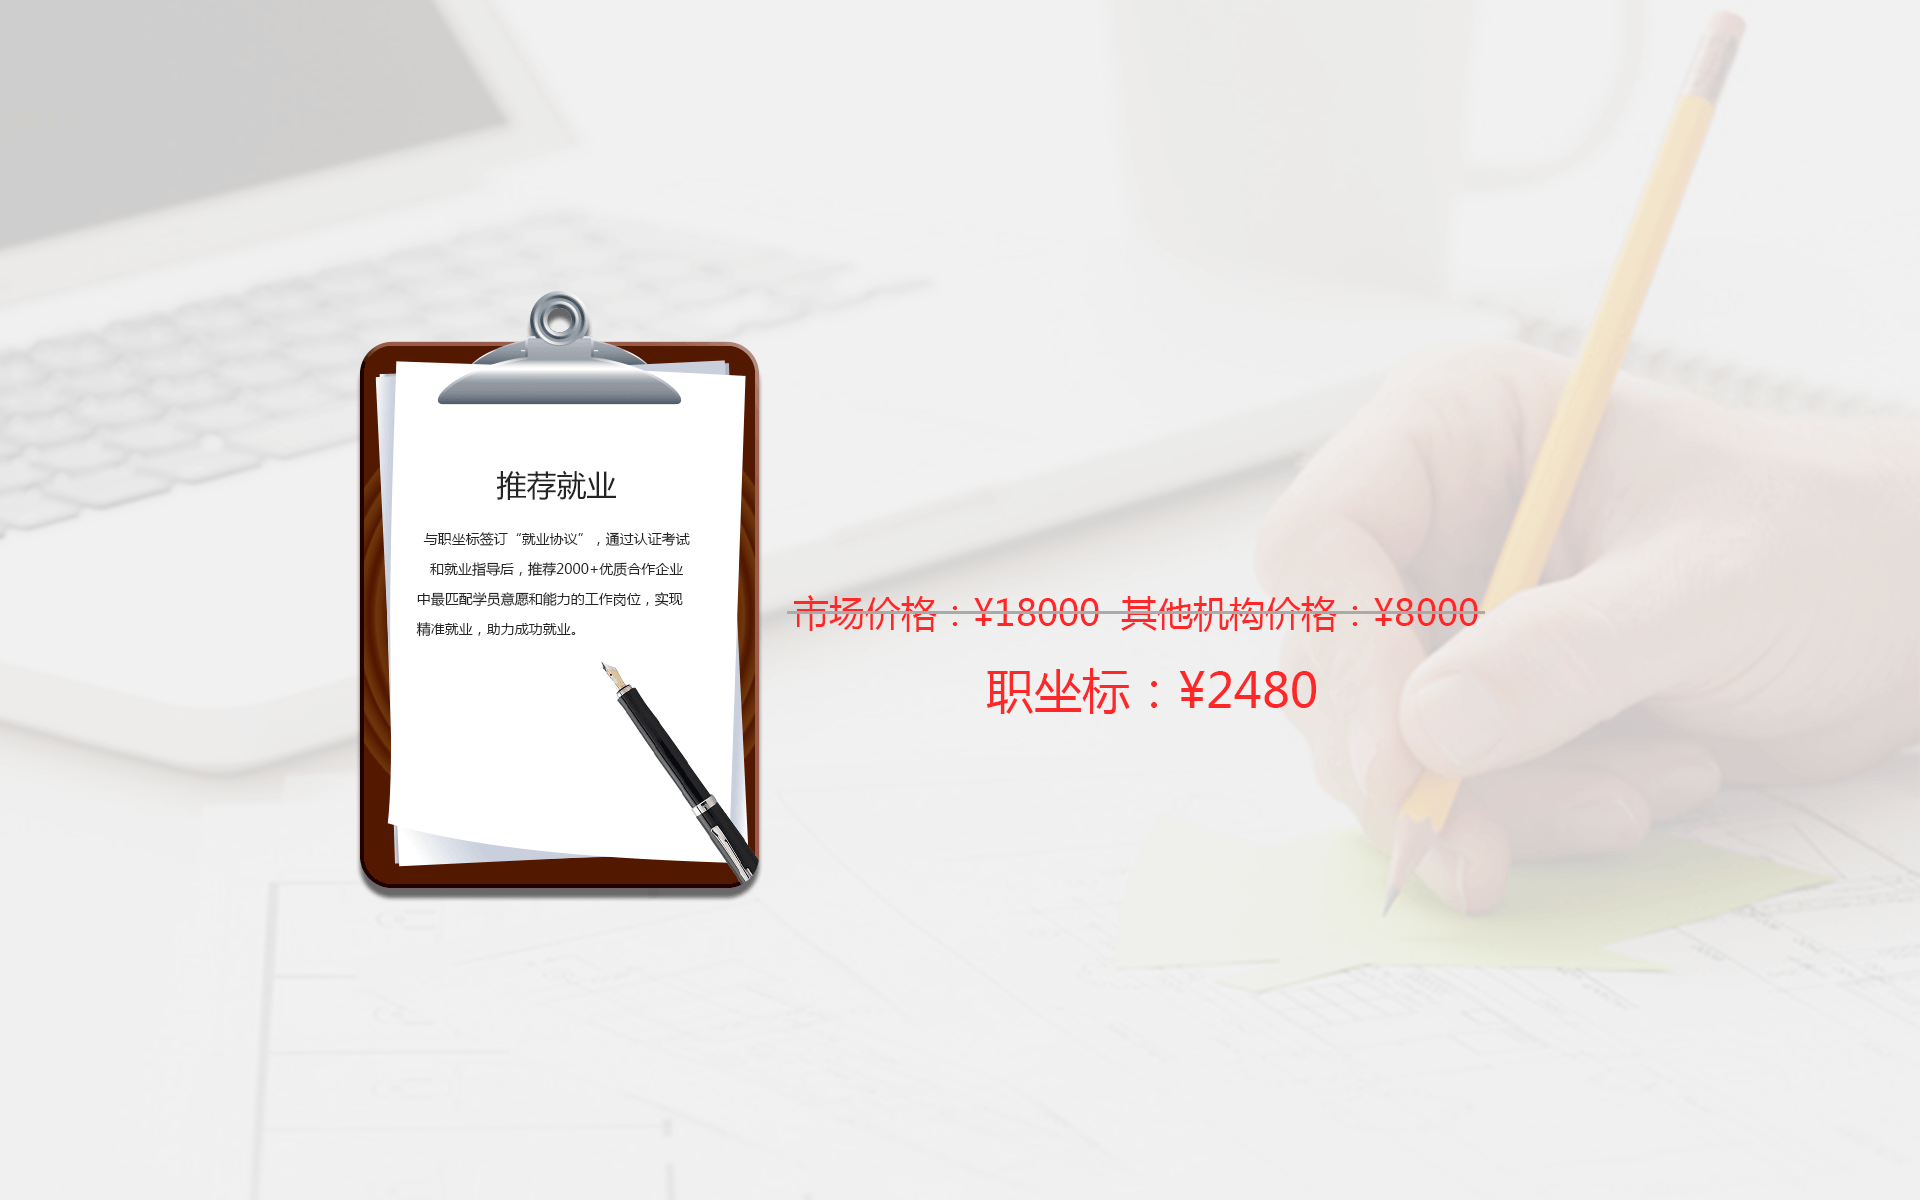 推荐就业
与职坐标签订“就业协议”，通过认证考试
和就业指导后，推荐2000+优质合作企业
中最匹配学员意愿和能力的工作岗位，实现
精准就业，助力成功就业。
市场价格：¥18000 其他机构价格：¥8000
职坐标：¥2480